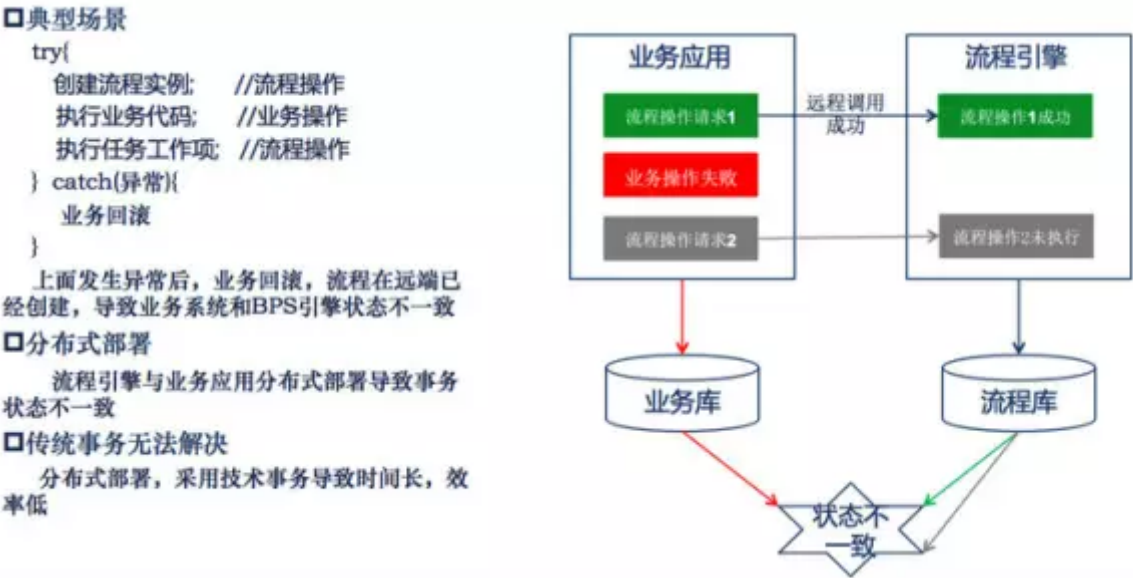 典型场景
try{
创建流程实例; //流程操作
执行业务代码; //业务操作
执行任务工作项; //流程操作
} catch(异常){
业务回滚
}
上面发生异常后，业务回滚，流程在远端已
经创建，导致业务系统和BPS引擎状态不一致
分布式部署
流程引擎与业务应用分布式部署导致事务
状态不一致
传统事务无法解决
分布式部署，采用技术事务导致时间长，效
率低
业务应用
流程操作请求1
业务操作失败
流程操作请求2
远程调用
成功
流程引擎
流程操作1成功
流程操作2未执行
业务库
流程库
状态不
一致